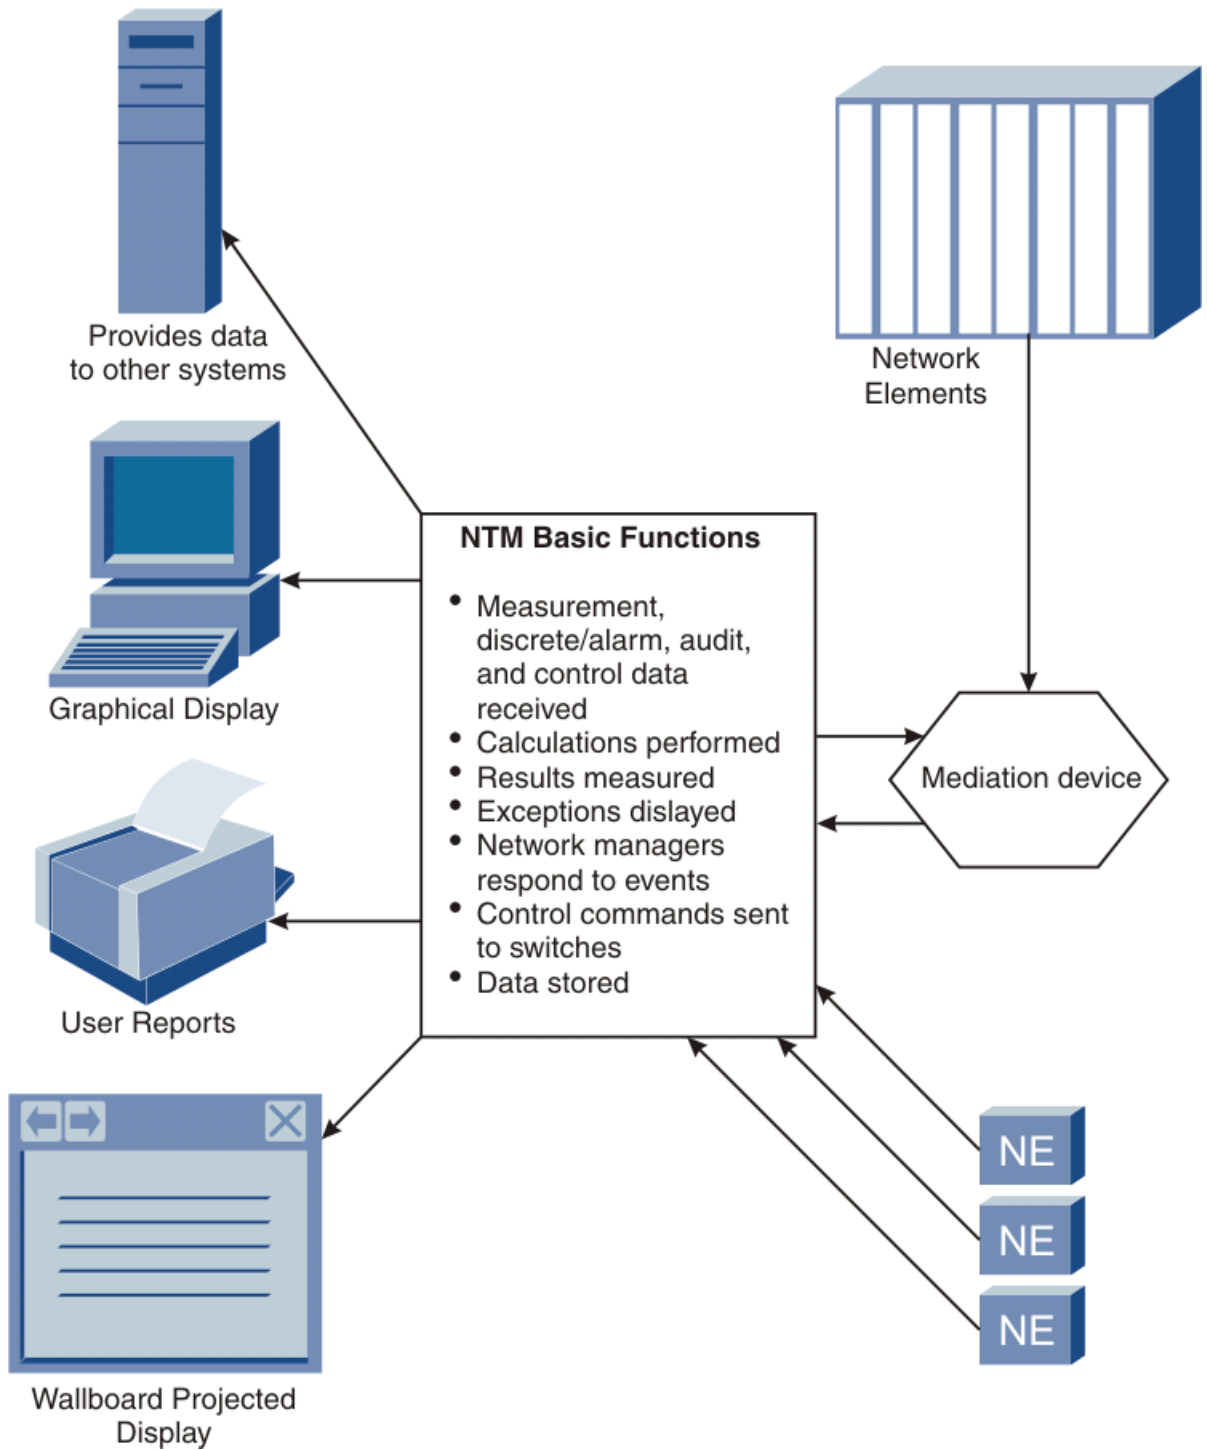 Provides data
to other systems
Network
Elements
Graphical Display
NTM Basic Functions
• Measurement,
discrete/alarm, audit,
and control data
received
• Calculations performed
• Results measured
• Exceptions dislayed
• Network managers
respond to events
• Control commands sent
to switches
• Data stored
Mediation device
User Reports
NE
NE
NE
Wallboard Projected
Display